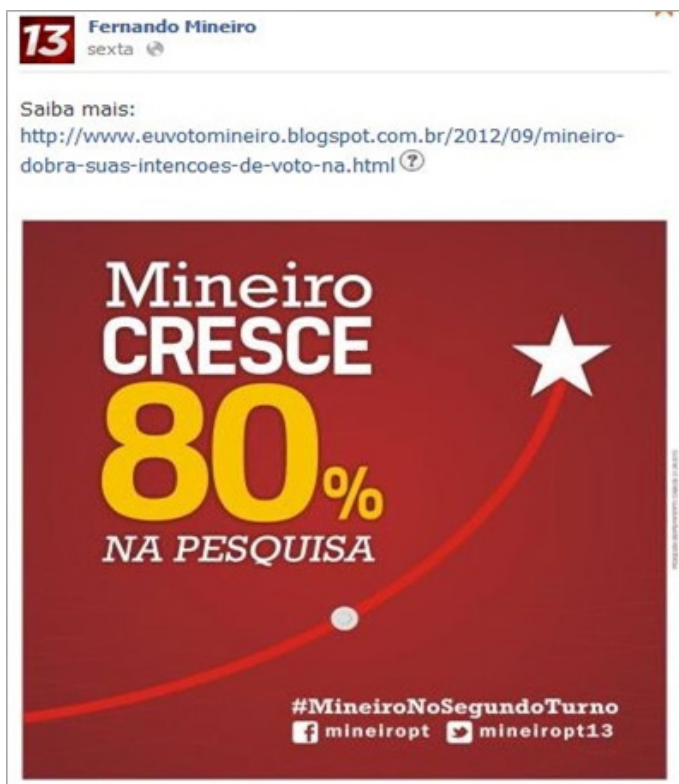 13
Fernando Mineiro
sexta
Saiba mais:
http://www.euvotomineiro.blogspot.com.br/2012/09/mineiro-
dobra-suas-intencoes-de-voto-na.html ?
Mineiro
CRESCE
80%
NA PESQUISA
#MineiroNoSegundoTurno
f mineiropt mineiropt13